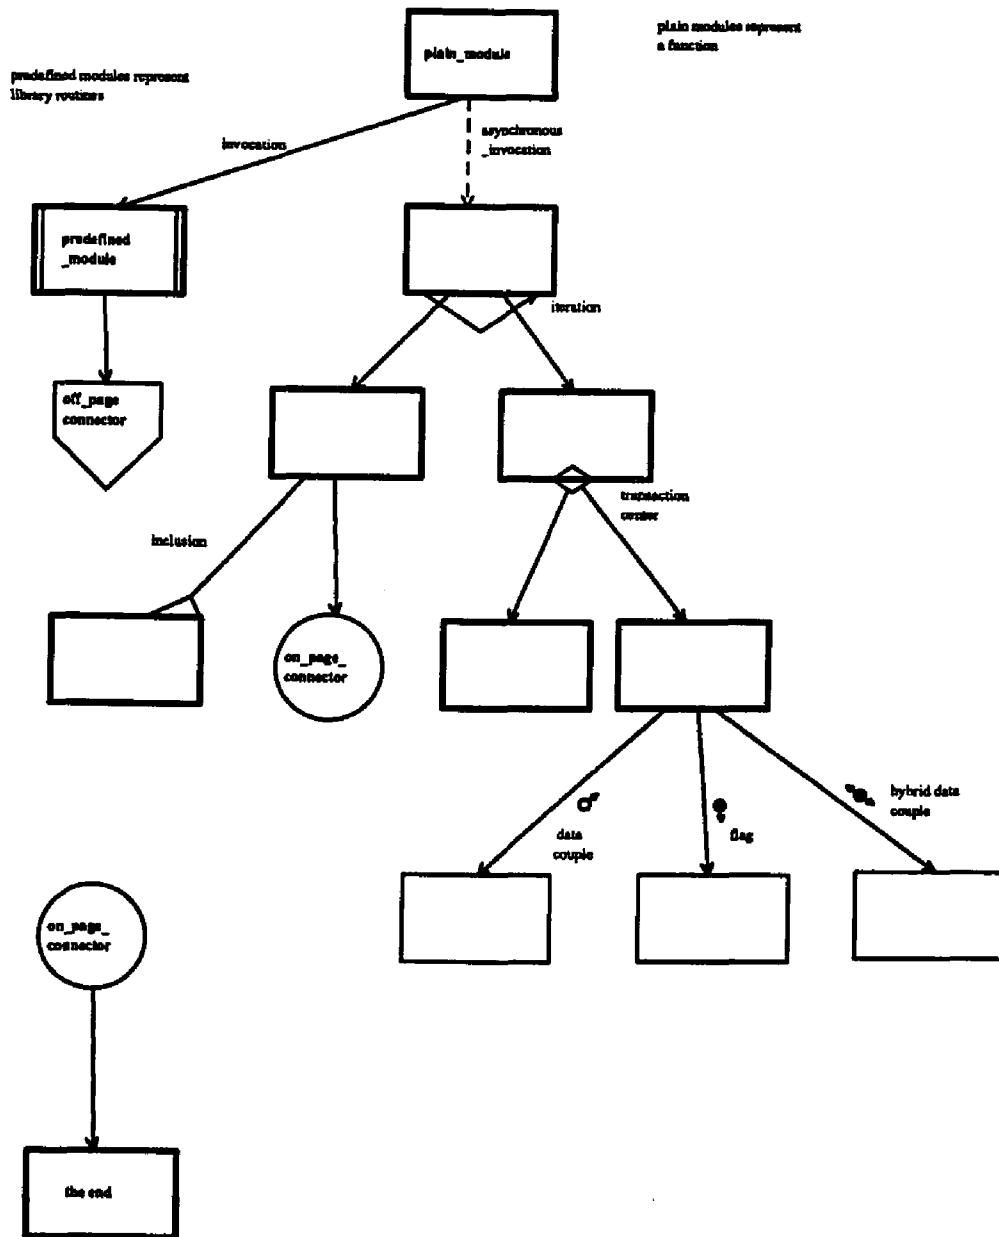 plain_module
plain modules represent
a function
predefined modules represent
library routines
invocation
asynchronous
_invocation
predefined
_module
iteration
off_page
connector
transaction
center
inclusion
on_page_
connector
hybrid data
couple
data
couple
flag
on_page_
connector
the end